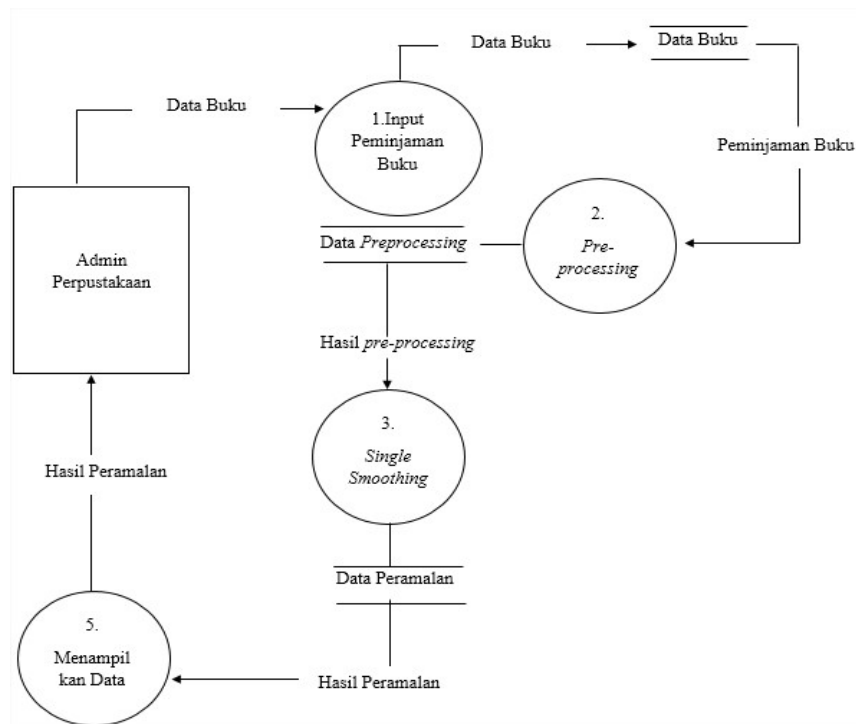 Data Buku
Data Buku
Data Buku
1.Input
Peminjaman
Buku
Peminjaman Buku
Admin
Perpustakaan
Data Preprocessing
2.
Pre-
processing
Hasil pre-processing
3.
Single
Smoothing
Hasil Peramalan
Data Peramalan
5.
Menampil
kan Data
Hasil Peramalan